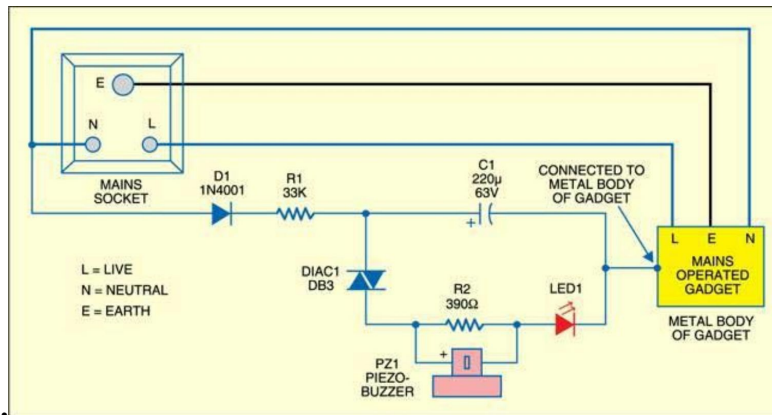 E
N
L
MAINS
SOCKET
D1
1N4001
R1
33K
C1
220µ
63V
+
CONNECTED TO
METAL BODY
OF GADGET
L E N
MAINS
OPERATED
GADGET
METAL BODY
OF GADGET
L = LIVE
N = NEUTRAL
E = EARTH
DIAC1
DB3
R2
390Ω
LED1
+
PZ1
PIEZO-
BUZZER